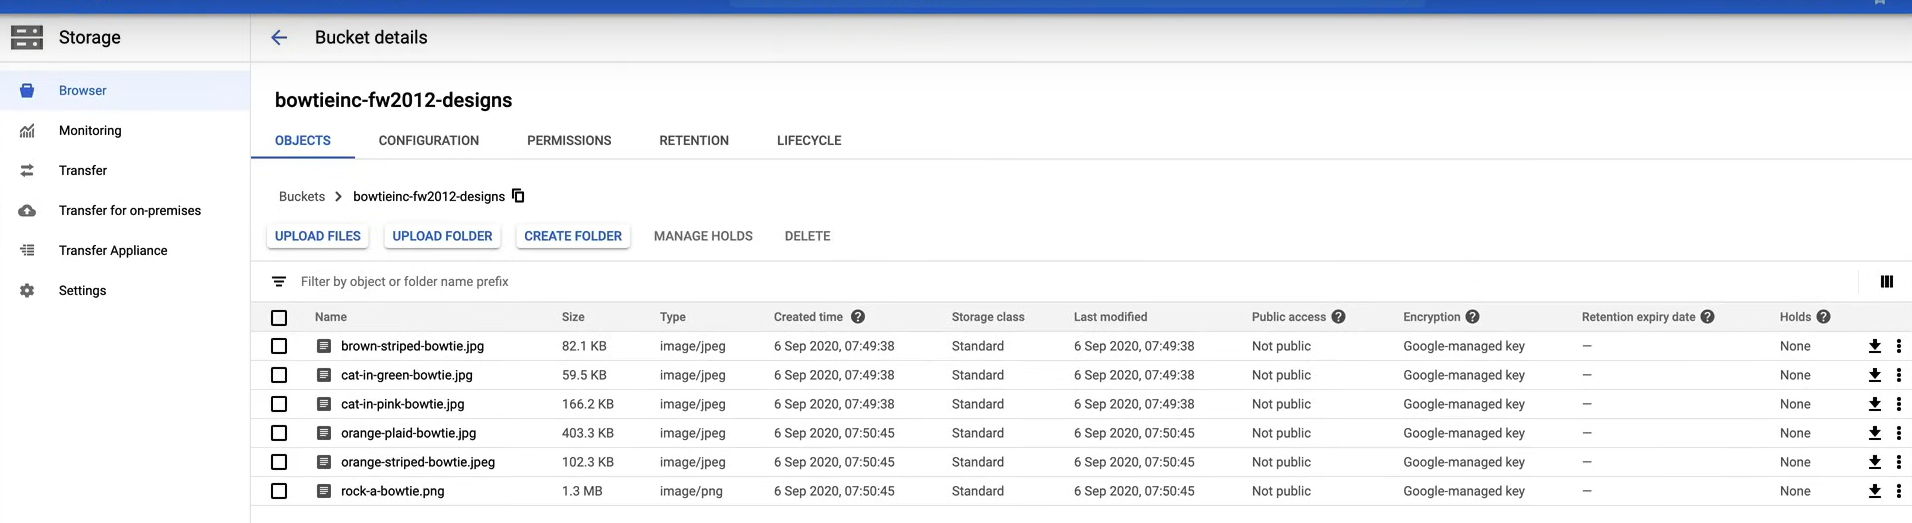 Storage
Bucket details
Browser
Monitoring
Transfer
Transfer for on-premises
Transfer Appliance
Settings
bowtieinc-fw2012-designs
OBJECTS CONFIGURATION PERMISSIONS RETENTION LIFECYCLE
Buckets > bowtieinc-fw2012-designs
UPLOAD FILES UPLOAD FOLDER CREATE FOLDER MANAGE HOLDS DELETE
Filter by object or folder name prefix
Name Size Type Created time ? Storage class Last modified Public access ? Encryption ? Retention expiry date ? Holds ?
brown-striped-bowtie.jpg 82.1 KB image/jpeg 6 Sep 2020, 07:49:38 Standard 6 Sep 2020, 07:49:38 Not public Google-managed key — None
cat-in-green-bowtie.jpg 59.5 KB image/jpeg 6 Sep 2020, 07:49:38 Standard 6 Sep 2020, 07:49:38 Not public Google-managed key — None
cat-in-pink-bowtie.jpg 166.2 KB image/jpeg 6 Sep 2020, 07:49:38 Standard 6 Sep 2020, 07:49:38 Not public Google-managed key — None
orange-plaid-bowtie.jpg 403.3 KB image/jpeg 6 Sep 2020, 07:50:45 Standard 6 Sep 2020, 07:50:45 Not public Google-managed key — None
orange-striped-bowtie.jpeg 102.3 KB image/jpeg 6 Sep 2020, 07:50:45 Standard 6 Sep 2020, 07:50:45 Not public Google-managed key — None
rock-a-bowtie.png 1.3 MB image/png 6 Sep 2020, 07:50:45 Standard 6 Sep 2020, 07:50:45 Not public Google-managed key — None